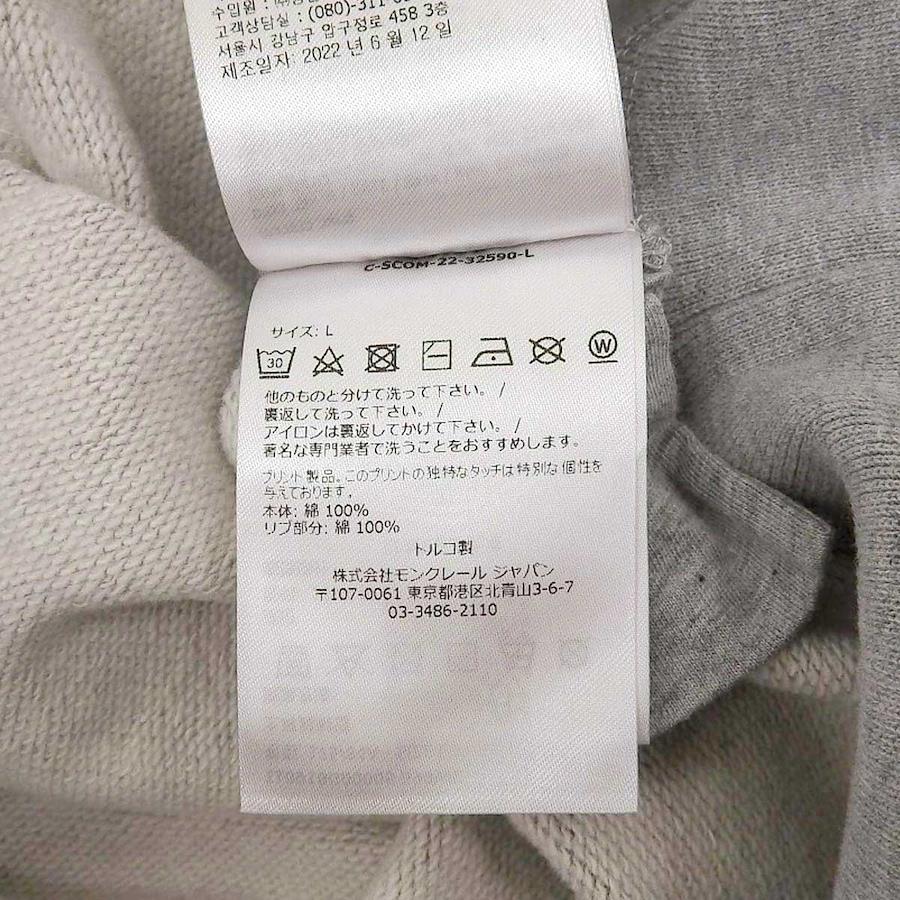 수입원 :
고객상담실 : (080)-311-0
서울시 강남구 압구정로 458 3층
제조일자: 2022 년 6 월 12 일
C-SCOM-22-32590-L
サイズ: L
30
W
他のものと分けて洗って下さい。 /
裏返して洗って下さい。 /
アイロンは裏返してかけて下さい。 /
著名な専門業者で洗うことをおすすめします。
プリント製品。このプリントの独特なタッチは特別な個性を
与えております。
本体: 綿 100%
リブ部分: 綿 100%
トルコ製
株式会社モンクレール ジャパン
〒107-0061 東京都港区北青山3-6-7
03-3486-2110